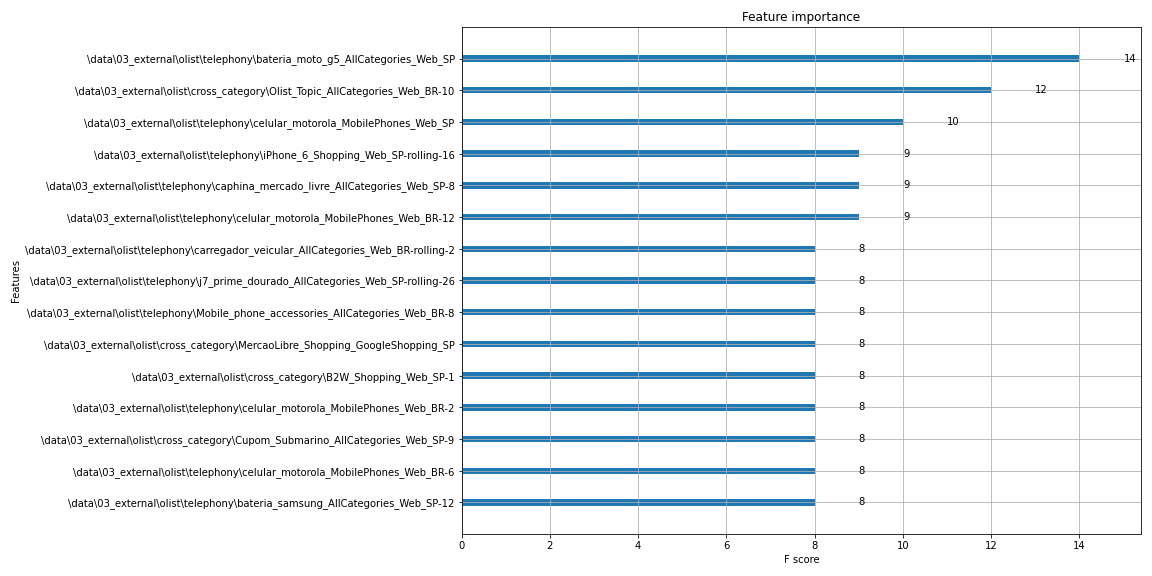 Feature importance
\data\03_external\olist\telephony\bateria_moto_g5_AllCategories_Web_SP
14
\data\03_external\olist\cross_category\Olist_Topic_AllCategories_Web_BR-10
12
\data\03_external\olist\telephony\celular_motorola_MobilePhones_Web_SP
10
\data\03_external\olist\telephony\iPhone_6_Shopping_Web_SP-rolling-16
9
\data\03_external\olist\telephony\caphina_mercado_livre_AllCategories_Web_SP-8
9
\data\03_external\olist\telephony\celular_motorola_MobilePhones_Web_BR-12
9
\data\03_external\olist\telephony\carregador_veicular_AllCategories_Web_BR-rolling-2
8
\data\03_external\olist\telephony\j7_prime_dourado_AllCategories_Web_SP-rolling-26
8
\data\03_external\olist\telephony\Mobile_phone_accessories_AllCategories_Web_BR-8
8
\data\03_external\olist\cross_category\MercaoLibre_Shopping_GoogleShopping_SP
8
\data\03_external\olist\cross_category\B2W_Shopping_Web_SP-1
8
\data\03_external\olist\telephony\celular_motorola_MobilePhones_Web_BR-2
8
\data\03_external\olist\cross_category\Cupom_Submarino_AllCategories_Web_SP-9
8
\data\03_external\olist\telephony\celular_motorola_MobilePhones_Web_BR-6
8
\data\03_external\olist\telephony\bateria_samsung_AllCategories_Web_SP-12
8
Features
0 2 4 6 8 10 12 14
F score